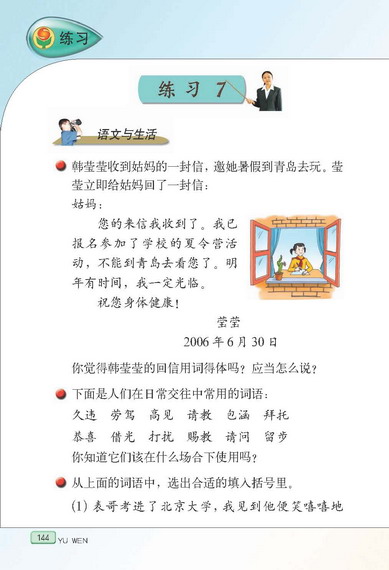 练习
练习 7
语文与生活
韩莹莹收到姑妈的一封信，邀她暑假到青岛去玩。莹
莹立即给姑妈回了一封信：
姑妈：
您的来信我收到了。我已
报名参加了学校的夏令营活
动，不能到青岛去看您了。明
年有时间，我一定光临。
祝您身体健康！
莹莹
2006年6月30日
你觉得韩莹莹的回信用词得体吗？应当怎么说？
下面是人们在日常交往中常用的词语：
久违 劳驾 高见 请教 包涵 拜托
恭喜 借光 打扰 赐教 请问 留步
你知道它们该在什么场合下使用吗？
从上面的词语中，选出合适的填入括号里。
(1) 表哥考进了北京大学，我见到他便笑嘻嘻地
144 YU WEN